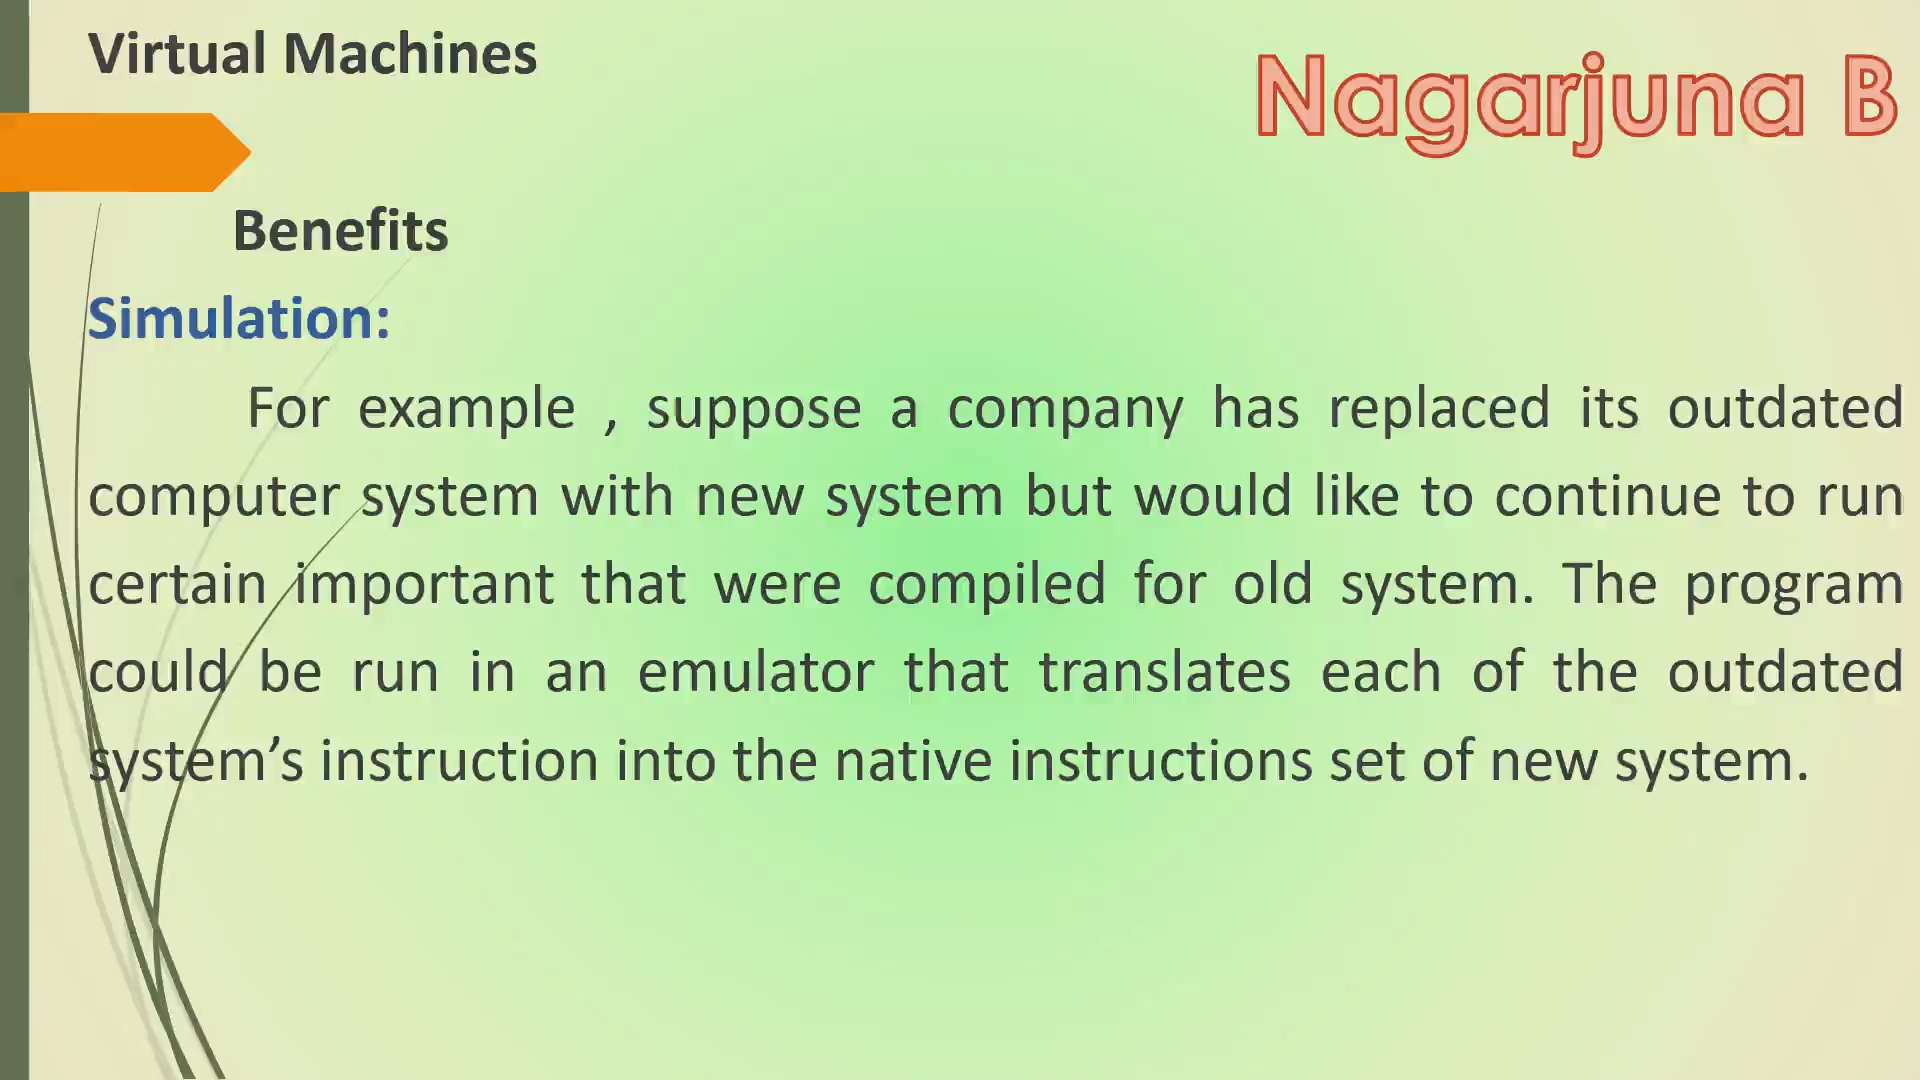 Virtual Machines
Nagarjuna B
Benefits
Simulation:
For example , suppose a company has replaced its outdated
computer system with new system but would like to continue to run
certain important that were compiled for old system. The program
could be run in an emulator that translates each of the outdated
system’s instruction into the native instructions set of new system.